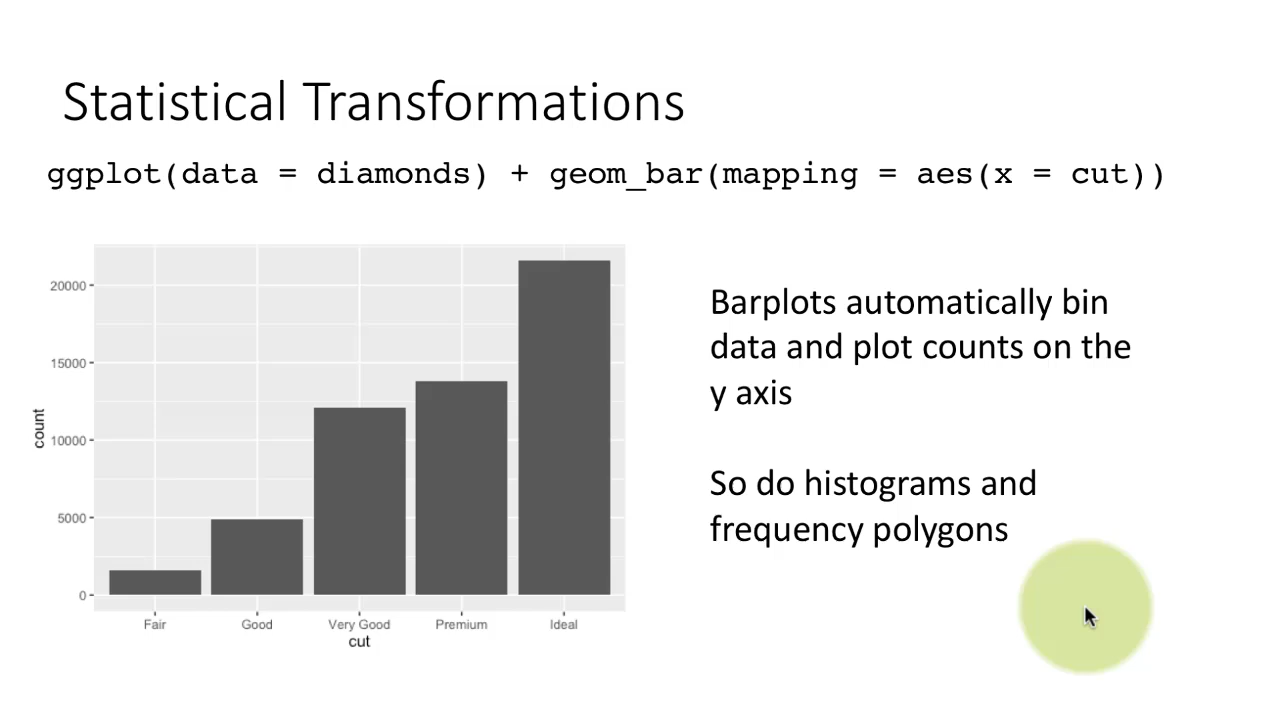 Statistical Transformations
ggplot(data = diamonds) + geom_bar(mapping = aes(x = cut))
20000
15000
10000
5000
0
count
Fair Good Very Good Premium Ideal
cut
Barplots automatically bin
data and plot counts on the
y axis
So do histograms and
frequency polygons